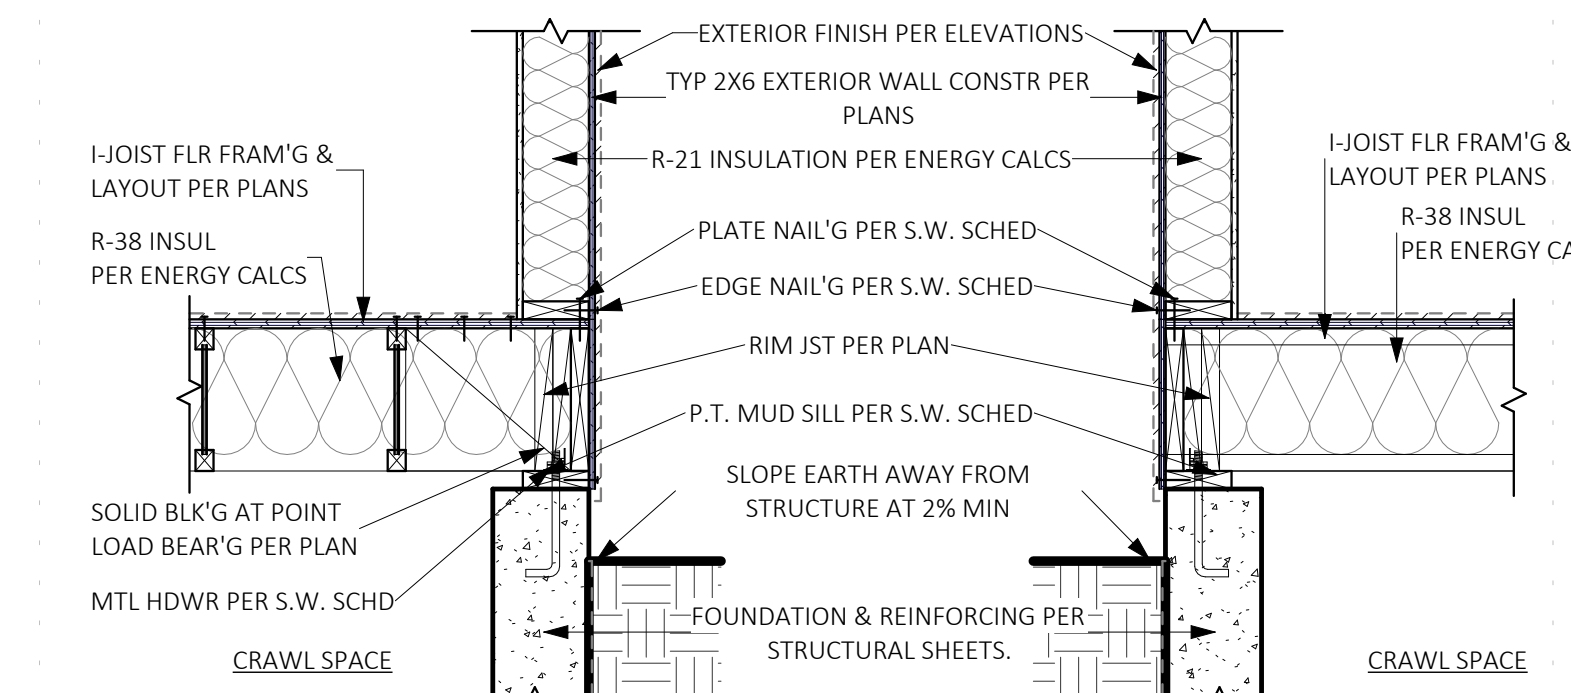 EXTERIOR FINISH PER ELEVATIONS
TYP 2X6 EXTERIOR WALL CONSTR PER
PLANS
R-21 INSULATION PER ENERGY CALCS
PLATE NAIL'G PER S.W. SCHED
EDGE NAIL'G PER S.W. SCHED
RIM JST PER PLAN
P.T. MUD SILL PER S.W. SCHED
SLOPE EARTH AWAY FROM
STRUCTURE AT 2% MIN
FOUNDATION & REINFORCING PER
STRUCTURAL SHEETS.
I-JOIST FLR FRAM'G &
LAYOUT PER PLANS
R-38 INSUL
PER ENERGY CALCS
SOLID BLK'G AT POINT
LOAD BEAR'G PER PLAN
MTL HDWR PER S.W. SCHD
CRAWL SPACE
I-JOIST FLR FRAM'G &
LAYOUT PER PLANS
R-38 INSUL
PER ENERGY CA
CRAWL SPACE